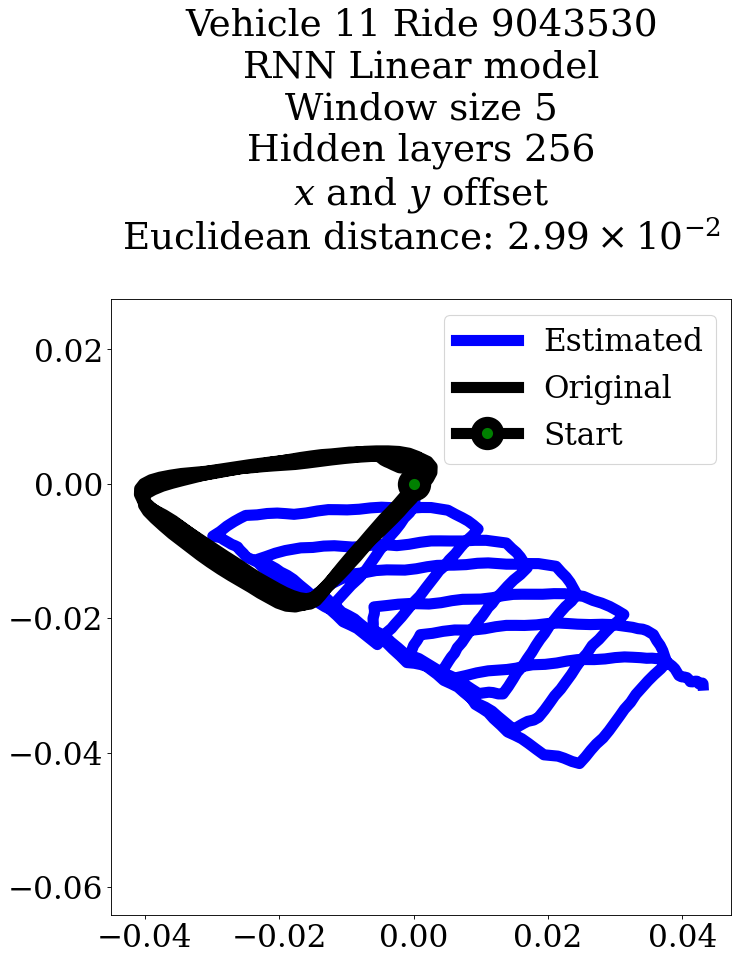 Vehicle 11 Ride 9043530
RNN Linear model
Window size 5
Hidden layers 256
x and y offset
Euclidean distance: 2.99 × 10⁻²
Estimated
Original
Start
0.02
0.00
−0.02
−0.04
−0.06
−0.04 −0.02 0.00 0.02 0.04